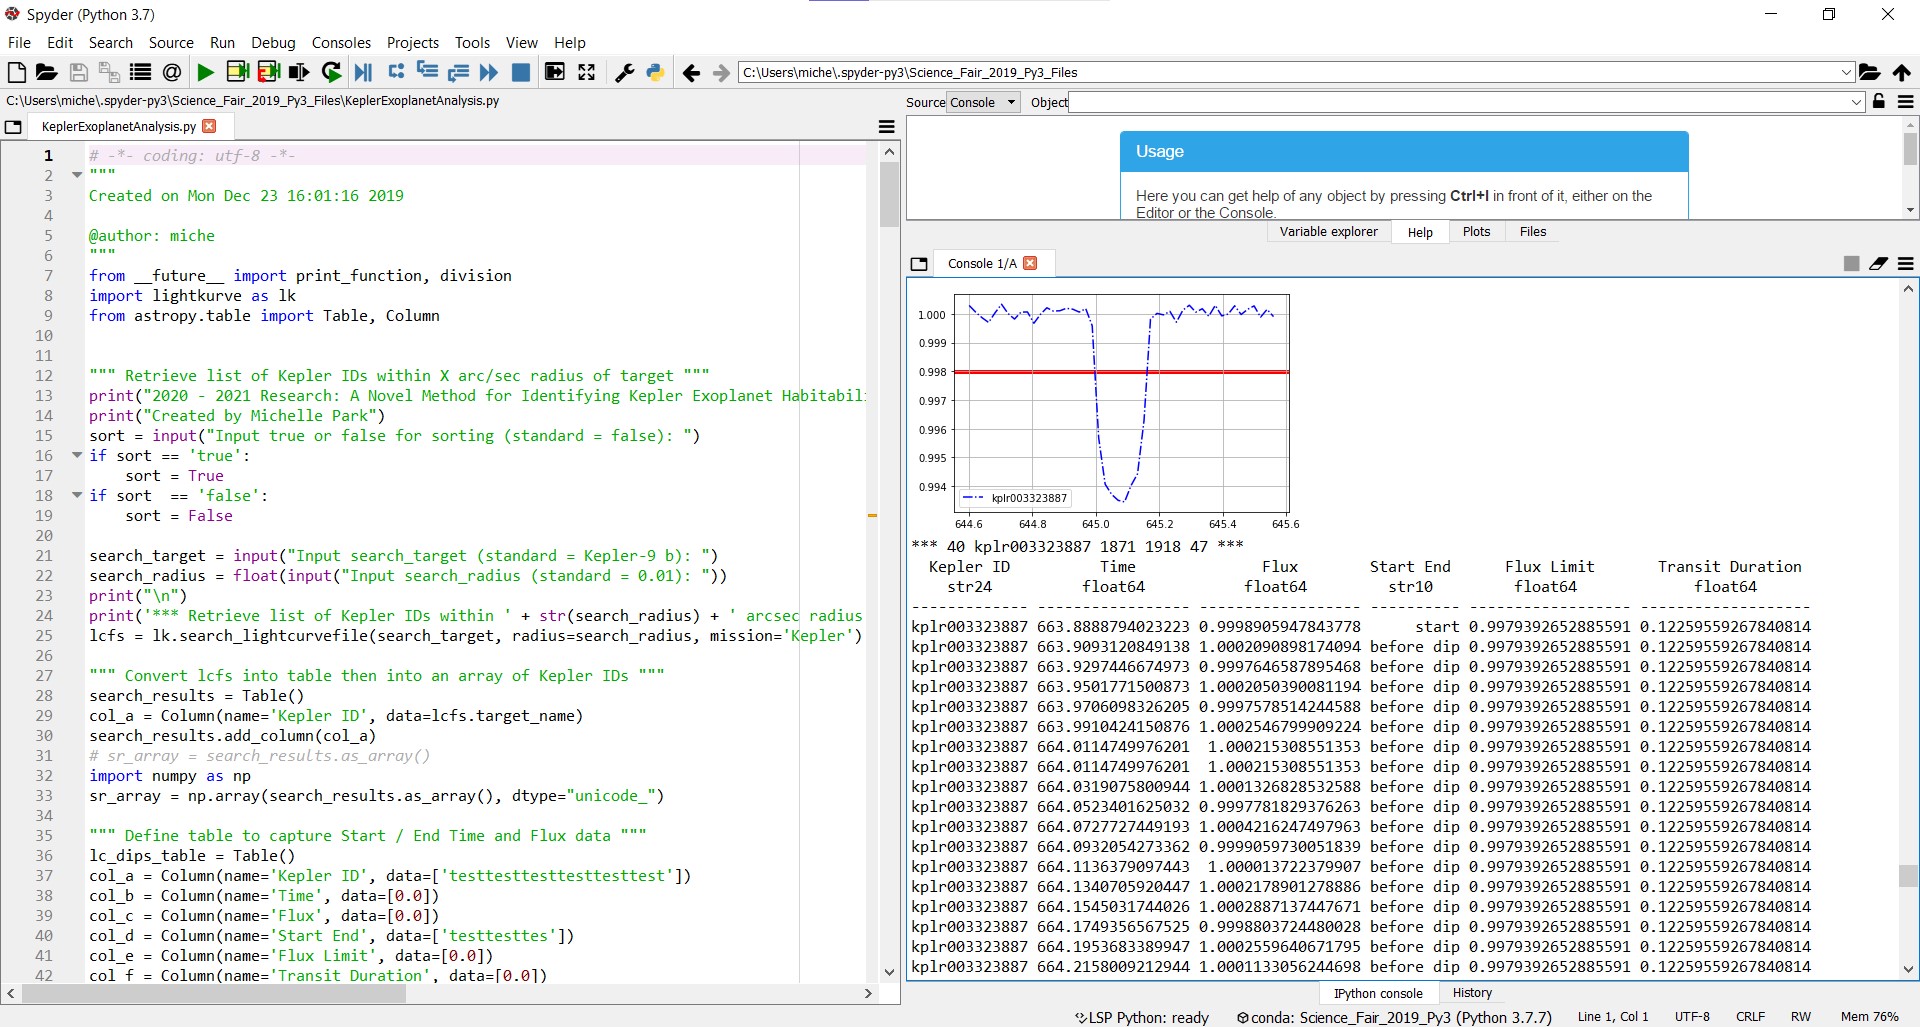 Spyder (Python 3.7)
File Edit Search Source Run Debug Consoles Projects Tools View Help
C:\Users\miche\.spyder-py3\Science_Fair_2019_Py3_Files
C:\Users\miche\.spyder-py3\Science_Fair_2019_Py3_Files\KeplerExoplanetAnalysis.py
KeplerExoplanetAnalysis.py
1 # -*- coding: utf-8 -*-
2 """
3 Created on Mon Dec 23 16:01:16 2019
4
5 @author: miche
6 """
7 from __future__ import print_function, division
8 import lightkurve as lk
9 from astropy.table import Table, Column
10
11
12 """ Retrieve list of Kepler IDs within X arc/sec radius of target """
13 print("2020 - 2021 Research: A Novel Method for Identifying Kepler Exoplanet Habitabil
14 print("Created by Michelle Park")
15 sort = input("Input true or false for sorting (standard = false): ")
16 if sort == 'true':
17     sort = True
18 if sort  == 'false':
19     sort = False
20
21 search_target = input("Input search_target (standard = Kepler-9 b): ")
22 search_radius = float(input("Input search_radius (standard = 0.01): "))
23 print("\n")
24 print('*** Retrieve list of Kepler IDs within ' + str(search_radius) + ' arcsec radius
25 lcfs = lk.search_lightcurvefile(search_target, radius=search_radius, mission='Kepler')
26
27 """ Convert lcfs into table then into an array of Kepler IDs """
28 search_results = Table()
29 col_a = Column(name='Kepler ID', data=lcfs.target_name)
30 search_results.add_column(col_a)
31 # sr_array = search_results.as_array()
32 import numpy as np
33 sr_array = np.array(search_results.as_array(), dtype="unicode_")
34
35 """ Define table to capture Start / End Time and Flux data """
36 lc_dips_table = Table()
37 col_a = Column(name='Kepler ID', data=['testtesttesttesttesttest'])
38 col_b = Column(name='Time', data=[0.0])
39 col_c = Column(name='Flux', data=[0.0])
40 col_d = Column(name='Start End', data=['testtesttes'])
41 col_e = Column(name='Flux Limit', data=[0.0])
42 col_f = Column(name='Transit Duration', data=[0.0])
Source Console Object
Usage
Here you can get help of any object by pressing Ctrl+I in front of it, either on the
Editor or the Console.
Variable explorer Help Plots Files
Console 1/A
1.000
0.999
0.998
0.997
0.996
0.995
0.994
kplr003323887
644.6 644.8 645.0 645.2 645.4 645.6
*** 40 kplr003323887 1871 1918 47 ***
Kepler ID Time Flux Start End Flux Limit Transit Duration
str24 float64 float64 str10 float64 float64
------------- ----------------- ------------------ ---------- ------------------ -------------------
kplr003323887 663.8888794023223 0.9998905947843778 start 0.9979392652885591 0.12259559267840814
kplr003323887 663.9093120849138 1.0002090898174094 before dip 0.9979392652885591 0.12259559267840814
kplr003323887 663.9297446674973 0.9997646587895468 before dip 0.9979392652885591 0.12259559267840814
kplr003323887 663.9501771500873 1.0002050390081194 before dip 0.9979392652885591 0.12259559267840814
kplr003323887 663.9706098326205 0.9997578514244588 before dip 0.9979392652885591 0.12259559267840814
kplr003323887 663.9910424150876 1.0002546799909224 before dip 0.9979392652885591 0.12259559267840814
kplr003323887 664.0114749976201 1.000215308551353 before dip 0.9979392652885591 0.12259559267840814
kplr003323887 664.0114749976201 1.000215308551353 before dip 0.9979392652885591 0.12259559267840814
kplr003323887 664.0319075800944 1.0001326828532588 before dip 0.9979392652885591 0.12259559267840814
kplr003323887 664.0523401625032 0.9997781829376263 before dip 0.9979392652885591 0.12259559267840814
kplr003323887 664.0727727449193 1.0004216247497963 before dip 0.9979392652885591 0.12259559267840814
kplr003323887 664.0932054273362 0.9999059730051839 before dip 0.9979392652885591 0.12259559267840814
kplr003323887 664.1136379097443 1.000013722379907 before dip 0.9979392652885591 0.12259559267840814
kplr003323887 664.1340705920447 1.0002178901278886 before dip 0.9979392652885591 0.12259559267840814
kplr003323887 664.1545031744026 1.0002887137447671 before dip 0.9979392652885591 0.12259559267840814
kplr003323887 664.1749356567525 0.9998803724480028 before dip 0.9979392652885591 0.12259559267840814
kplr003323887 664.1953683389947 1.0002559640671795 before dip 0.9979392652885591 0.12259559267840814
kplr003323887 664.2158009212944 1.0001133056244698 before dip 0.9979392652885591 0.12259559267840814
IPython console History
LSP Python: ready conda: Science_Fair_2019_Py3 (Python 3.7.7) Line 1, Col 1 UTF-8 CRLF RW Mem 76%